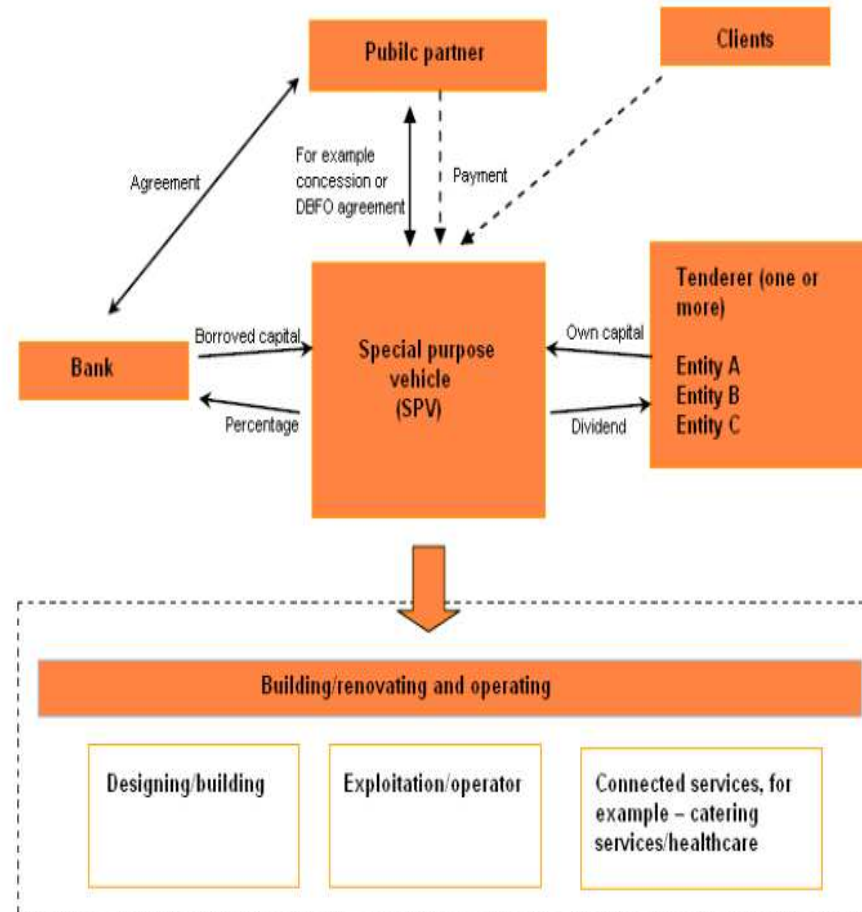 Public partner
Clients
Agreement
For example
concession or
DBFO agreement
Payment
Bank
Borroved capital
Percentage
Special purpose
vehicle
(SPV)
Own capital
Dividend
Tenderer (one or
more)
Entity A
Entity B
Entity C
Building/renovating and operating
Designing/building
Exploitation/operator
Connected services, for
example – catering
services/healthcare